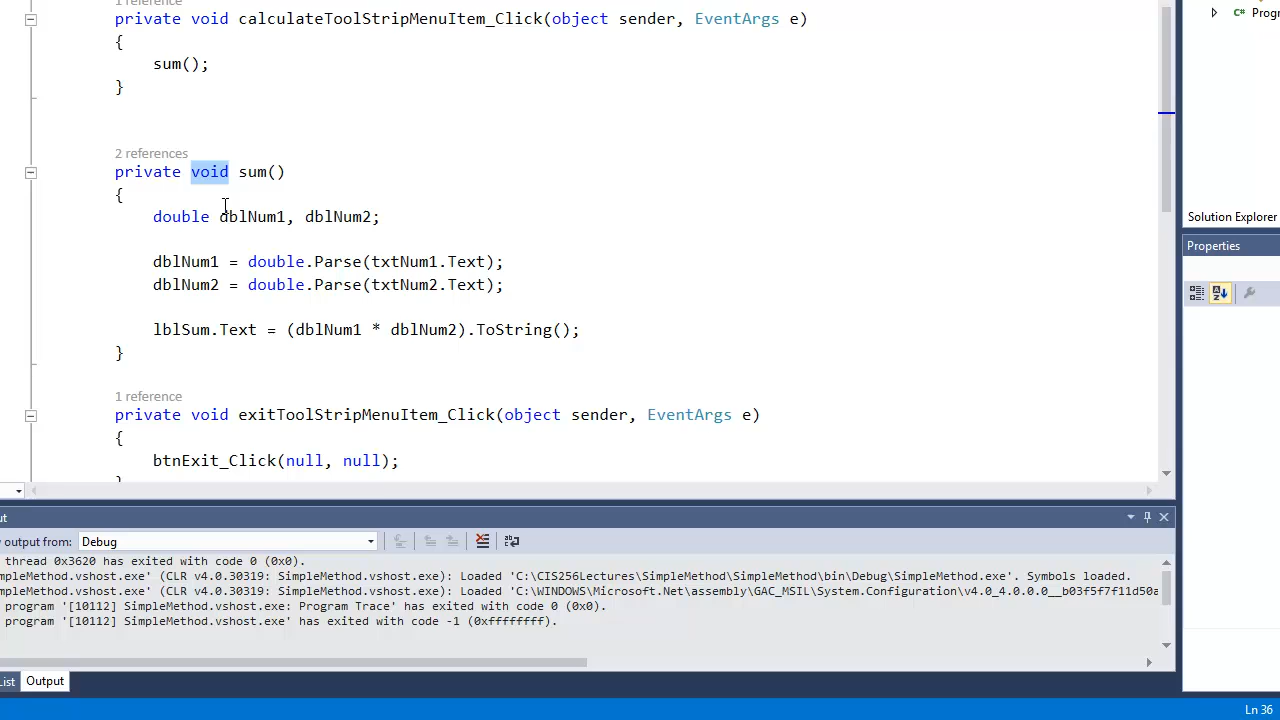 1 reference
private void calculateToolStripMenuItem_Click(object sender, EventArgs e)
{
sum();
}
2 references
private void sum()
{
double dblNum1, dblNum2;
dblNum1 = double.Parse(txtNum1.Text);
dblNum2 = double.Parse(txtNum2.Text);
lblSum.Text = (dblNum1 * dblNum2).ToString();
}
1 reference
private void exitToolStripMenuItem_Click(object sender, EventArgs e)
{
btnExit_Click(null, null);
C# Progr
Solution Explorer
Properties
ut
output from: Debug
thread 0x3620 has exited with code 0 (0x0).
mpleMethod.vshost.exe' (CLR v4.0.30319: SimpleMethod.vshost.exe): Loaded 'C:\CIS256Lectures\SimpleMethod\SimpleMethod\bin\Debug\SimpleMethod.exe'. Symbols loaded.
mpleMethod.vshost.exe' (CLR v4.0.30319: SimpleMethod.vshost.exe): Loaded 'C:\WINDOWS\Microsoft.Net\assembly\GAC_MSIL\System.Configuration\v4.0_4.0.0.0__b03f5f7f11d50a
program '[10112] SimpleMethod.vshost.exe: Program Trace' has exited with code 0 (0x0).
program '[10112] SimpleMethod.vshost.exe' has exited with code -1 (0xffffffff).
List Output
Ln 36